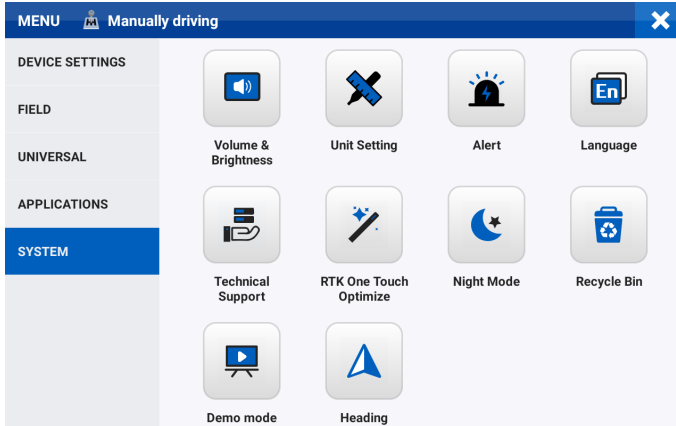 MENU Manually driving
DEVICE SETTINGS
FIELD
UNIVERSAL
APPLICATIONS
SYSTEM
Volume &
Brightness
Unit Setting
Alert
En
Language
Technical
Support
RTK One Touch
Optimize
Night Mode
Recycle Bin
Demo mode
Heading